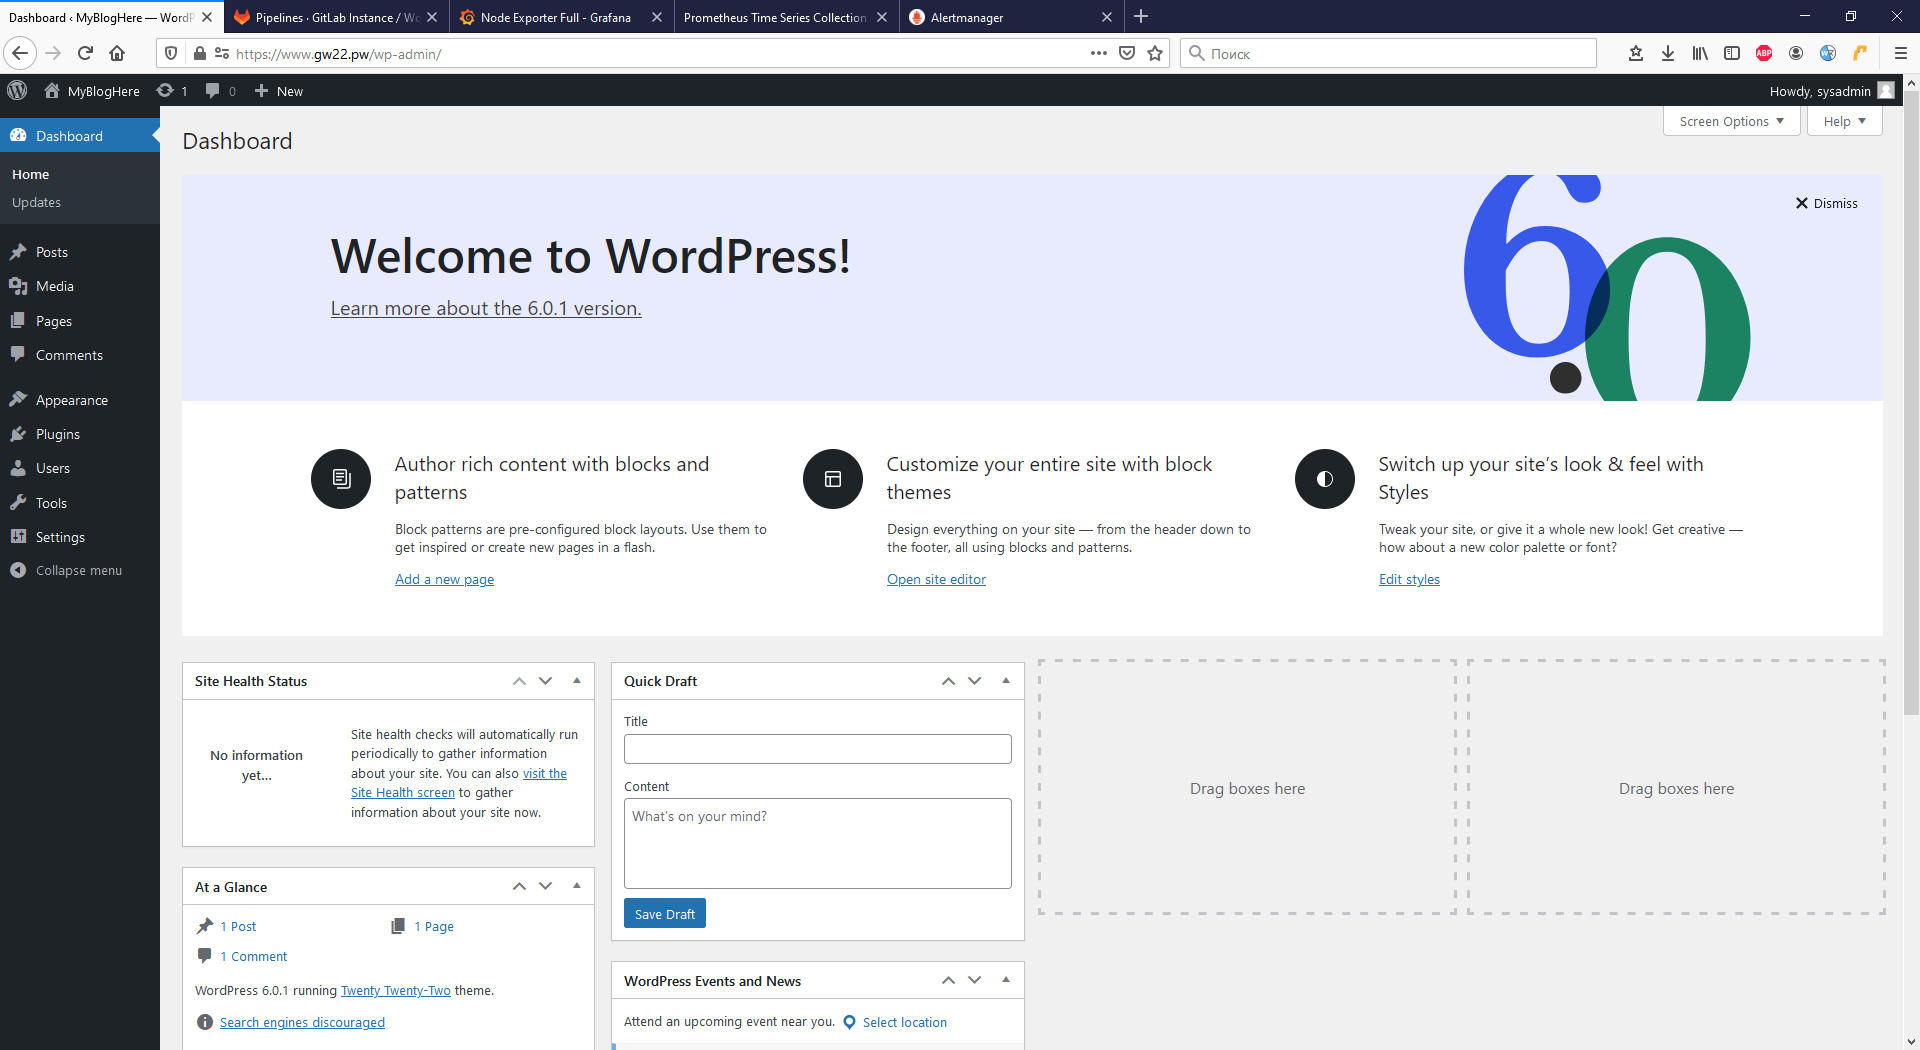 Dashboard ‹ MyBlogHere — WordP
Pipelines · GitLab Instance / Wo
Node Exporter Full - Grafana
Prometheus Time Series Collection
Alertmanager
https://www.gw22.pw/wp-admin/
Поиск
ABP
MyBlogHere
1
0
New
Howdy, sysadmin
Dashboard
Home
Updates
Posts
Media
Pages
Comments
Appearance
Plugins
Users
Tools
Settings
Collapse menu
Dashboard
Screen Options
Help
Welcome to WordPress!
Learn more about the 6.0.1 version.
6.0
Dismiss
Author rich content with blocks and
patterns
Block patterns are pre-configured block layouts. Use them to
get inspired or create new pages in a flash.
Add a new page
Customize your entire site with block
themes
Design everything on your site — from the header down to
the footer, all using blocks and patterns.
Open site editor
Switch up your site’s look & feel with
Styles
Tweak your site, or give it a whole new look! Get creative —
how about a new color palette or font?
Edit styles
Site Health Status
No information
yet…
Site health checks will automatically run
periodically to gather information
about your site. You can also visit the
Site Health screen to gather
information about your site now.
At a Glance
1 Post
1 Page
1 Comment
WordPress 6.0.1 running Twenty Twenty-Two theme.
Search engines discouraged
Quick Draft
Title
Content
What’s on your mind?
Save Draft
WordPress Events and News
Attend an upcoming event near you.
Select location
Drag boxes here
Drag boxes here